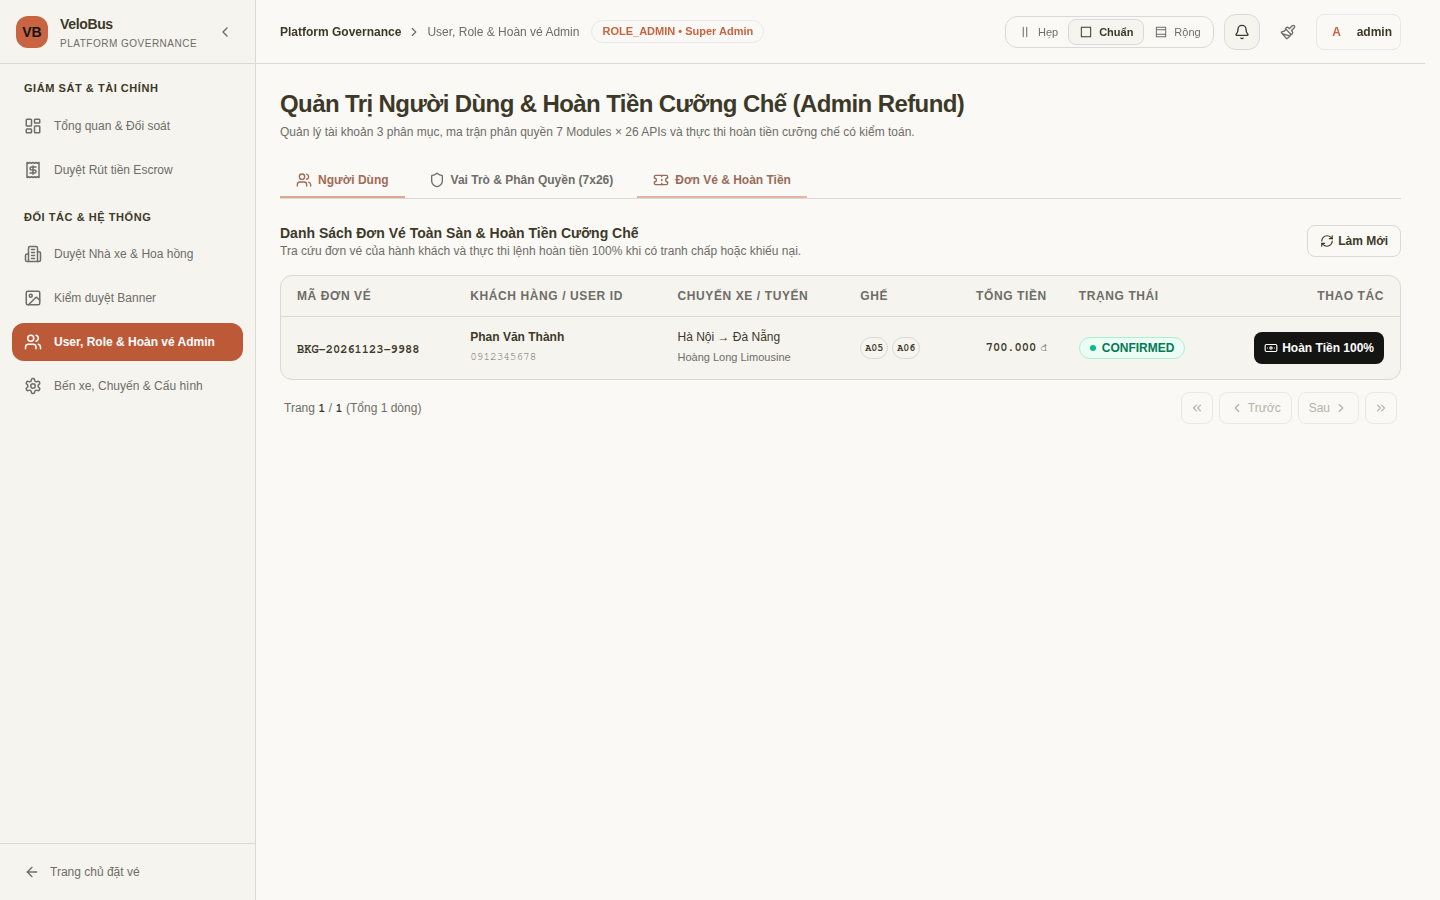 VB
VeloBus
PLATFORM GOVERNANCE
GIÁM SÁT & TÀI CHÍNH
Tổng quan & Đối soát
Duyệt Rút tiền Escrow
ĐỐI TÁC & HỆ THỐNG
Duyệt Nhà xe & Hoa hồng
Kiểm duyệt Banner
User, Role & Hoàn vé Admin
Bến xe, Chuyến & Cấu hình
Trang chủ đặt vé
Platform Governance > User, Role & Hoàn vé Admin ROLE_ADMIN • Super Admin
Hẹp Chuẩn Rộng A admin
Quản Trị Người Dùng & Hoàn Tiền Cưỡng Chế (Admin Refund)
Quản lý tài khoản 3 phân mục, ma trận phân quyền 7 Modules × 26 APIs và thực thi hoàn tiền cưỡng chế có kiểm toán.
Người Dùng Vai Trò & Phân Quyền (7x26) Đơn Vé & Hoàn Tiền
Danh Sách Đơn Vé Toàn Sàn & Hoàn Tiền Cưỡng Chế
Tra cứu đơn vé của hành khách và thực thi lệnh hoàn tiền 100% khi có tranh chấp hoặc khiếu nại.
Làm Mới
MÃ ĐƠN VÉ KHÁCH HÀNG / USER ID CHUYẾN XE / TUYẾN GHẾ TỔNG TIỀN TRẠNG THÁI THAO TÁC
BKG-20261123-9988 Phan Văn Thành Hà Nội → Đà Nẵng A05 A06 700.000 đ CONFIRMED Hoàn Tiền 100%
0912345678 Hoàng Long Limousine
Trang 1 / 1 (Tổng 1 dòng) Trước Sau